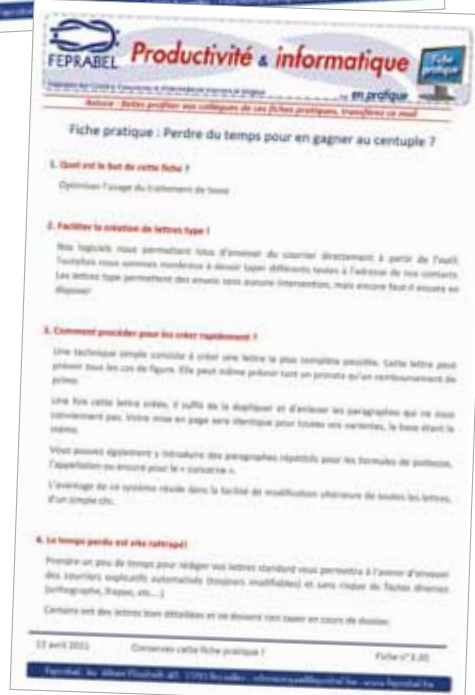 FEPRABEL
Productivité & informatique
... en pratique
Astuce : faites profiter vos collègues de ces fiches pratiques, transférez ce mail
Fiche pratique : Perdre du temps pour en gagner au centuple ?
1. Quel est le but de cette fiche ?
Optimiser l'usage du traitement de texte
2. Faciliter la création de lettres type !
Nos logiciels nous permettent tous d'envoyer du courrier directement à partir de l'outil.
Toutefois nous sommes nombreux à devoir taper différents textes à l'adresse de nos contacts.
Les lettres type permettent des envois sans aucune intervention, mais encore faut-il encore en
disposer
3. Comment procéder pour les créer rapidement ?
Une technique simple consiste à créer une lettre la plus complète possible. Cette lettre peut
prévoir tous les cas de figure. Elle peut même prévoir tant un prorata qu'un remboursement de
prime.
Une fois cette lettre créée, il suffit de la dupliquer et d'enlever les paragraphes qui ne vous
conviennent pas. Votre mise en page sera identique pour toutes vos variantes, la base étant la
même.
Vous pouvez également y introduire des paragraphes répétitifs pour les formules de politesse,
l'appellation ou encore pour le « concerne ».
L'avantage de ce système réside dans la facilité de modification ultérieure de toutes les lettres,
d'un simple clic.
4. Le temps perdu est vite rattrapé!
Prendre un peu de temps pour rédiger vos lettres standard vous permettra à l'avenir d'envoyer
des courriers explicatifs automatisés (toujours modifiables) et sans risque de fautes diverses
(orthographe, frappe, etc...)
Certains ont des lettres bien détaillées et ne doivent rien taper en cours de dossier.
Conservez cette fiche pratique !